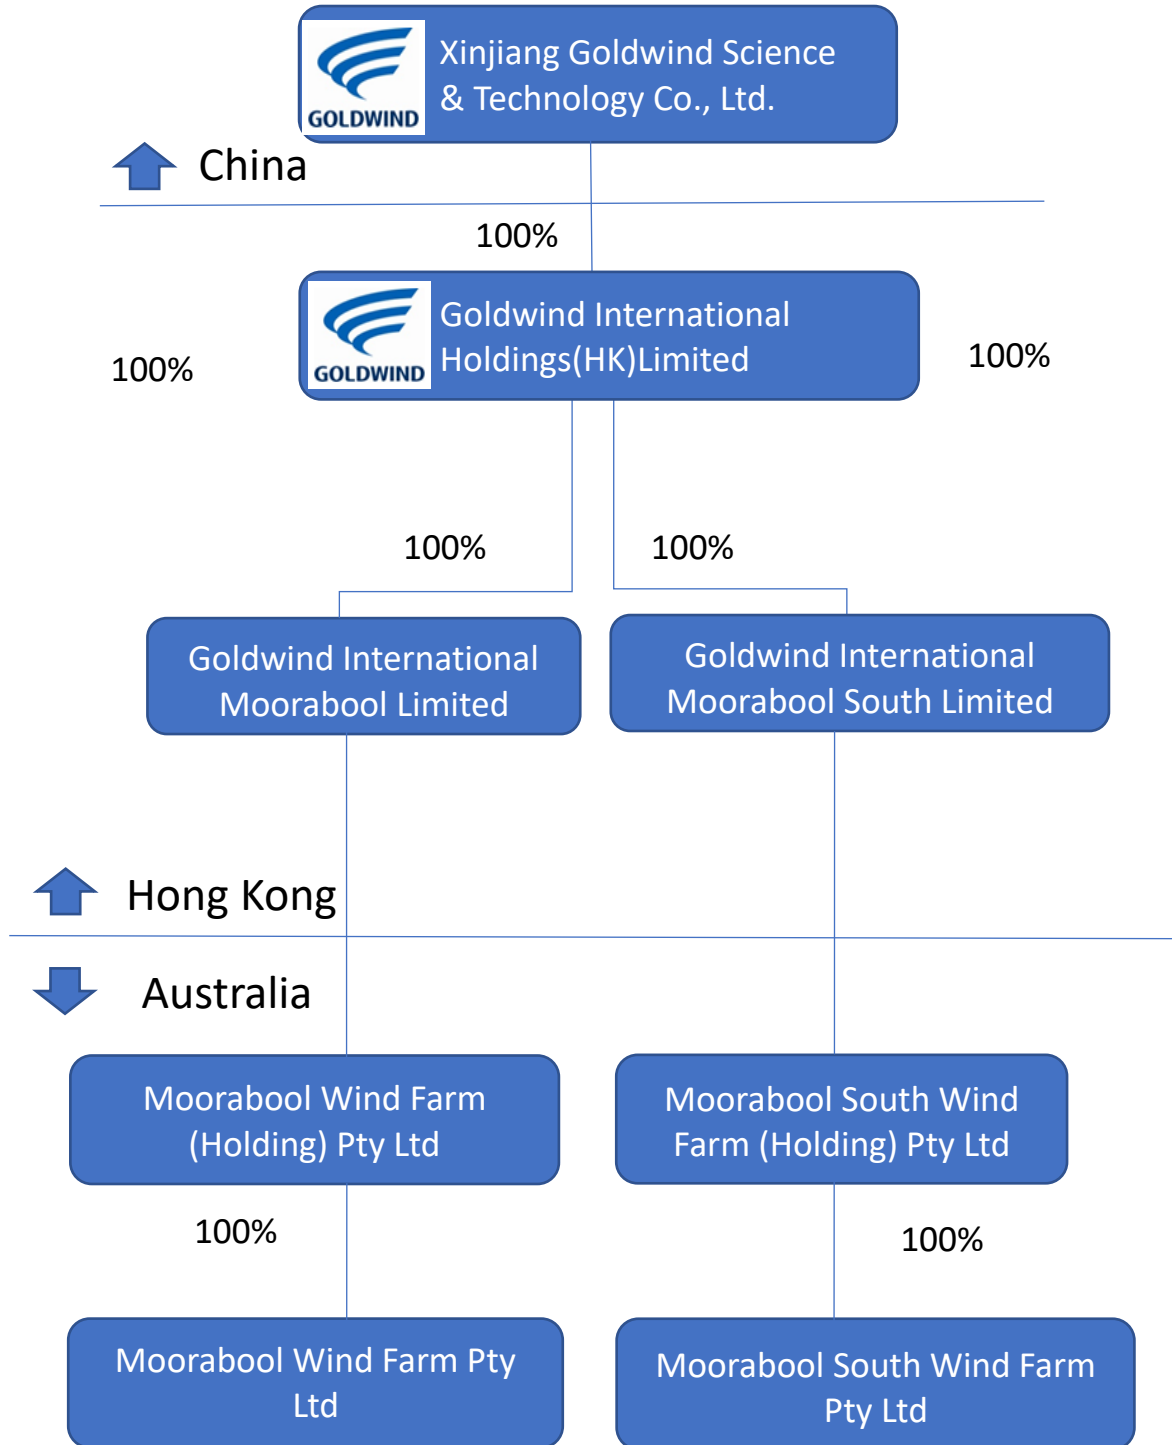 Xinjiang Goldwind Science
& Technology Co., Ltd.
GOLDWIND
China
100%
Goldwind International
Holdings(HK)Limited
GOLDWIND
100%
100%
100%
100%
Goldwind International
Moorabool Limited
Goldwind International
Moorabool South Limited
Hong Kong
Australia
Moorabool Wind Farm
(Holding) Pty Ltd
Moorabool South Wind
Farm (Holding) Pty Ltd
100%
100%
Moorabool Wind Farm Pty
Ltd
Moorabool South Wind Farm
Pty Ltd